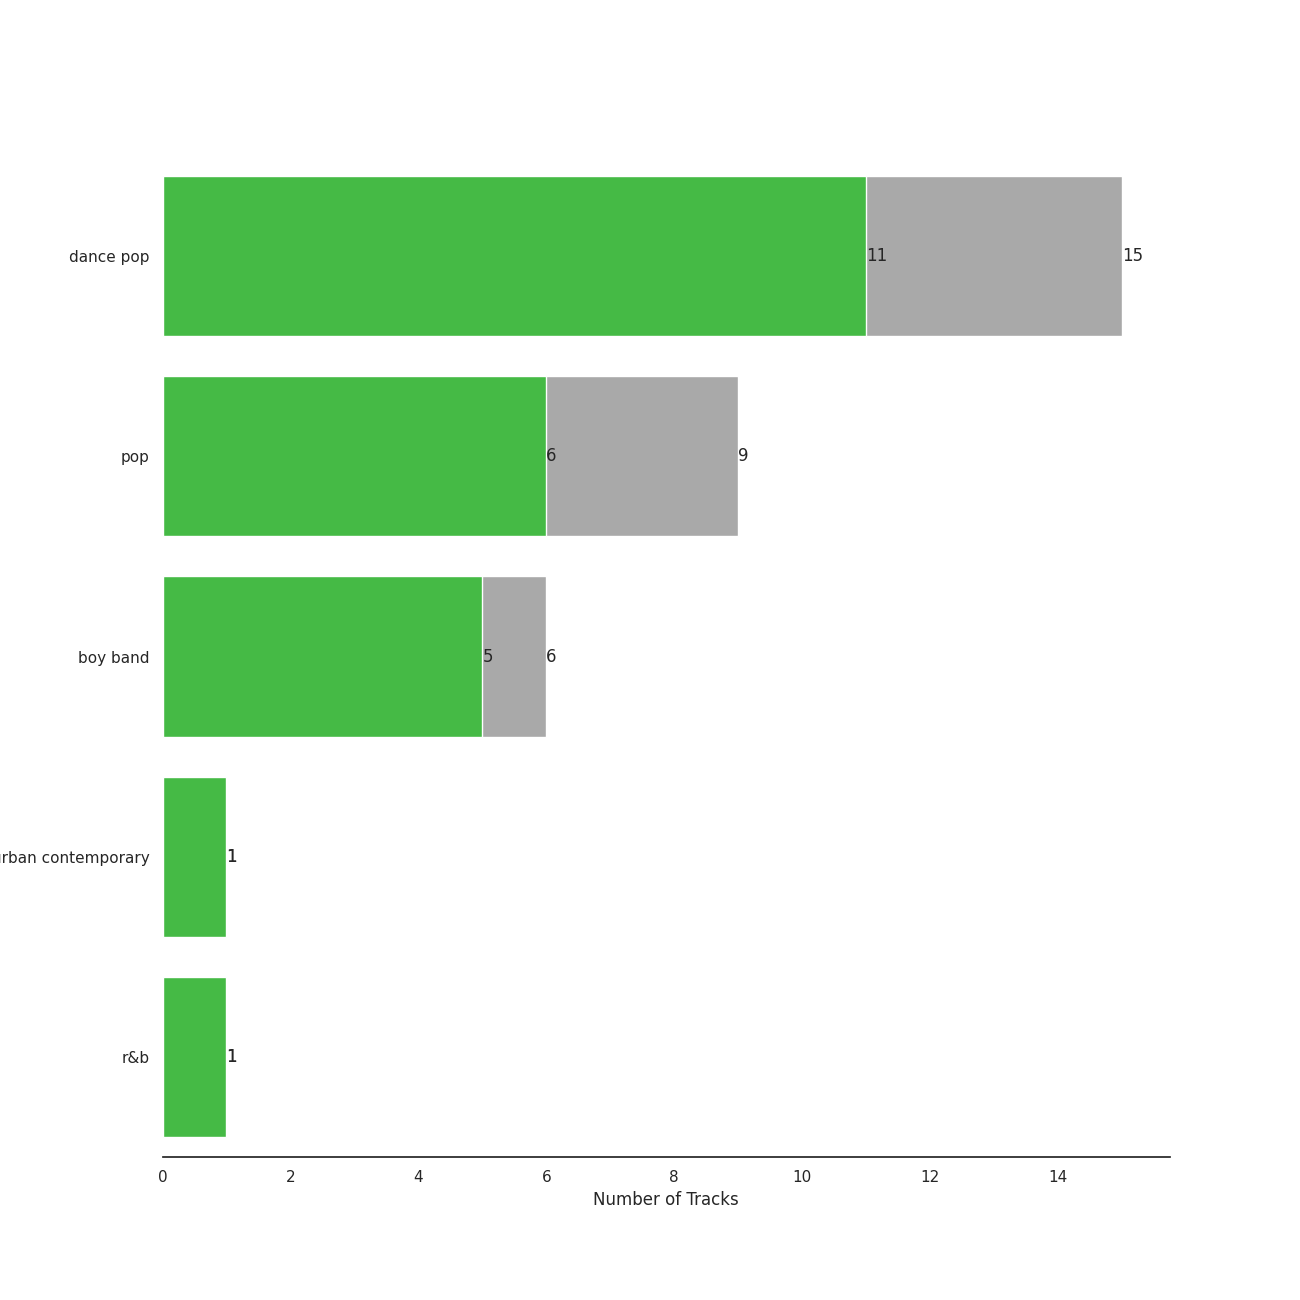 dance pop 11 15
pop 6 9
boy band 5 6
contemporary 1
r&b 1
0 2 4 6 8 10 12 14
Number of Tracks